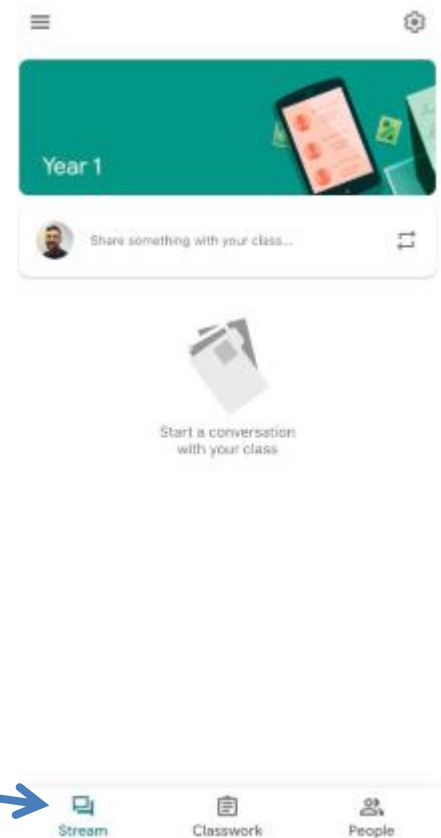 Year 1
Share something with your class...
Start a conversation
with your class
Stream Classwork People